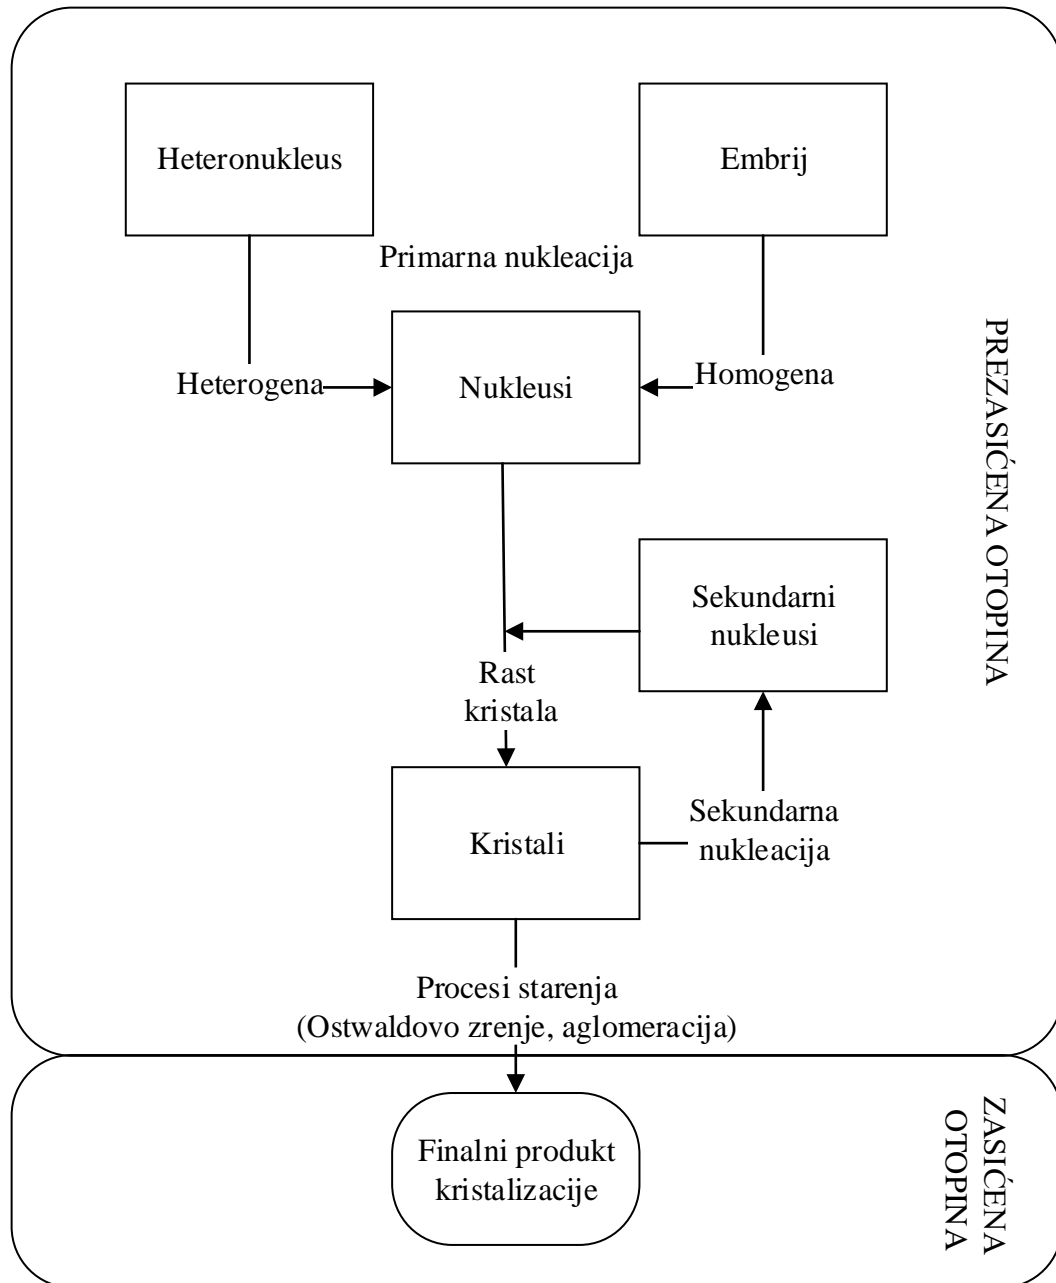 Heteronukleus
Embrij
Primarna nukleacija
Heterogena
Nukleusi
Homogena
PREZASIĆENA OTOPINA
Sekundarni
nukleusi
Rast
kristala
Kristali
Sekundarna
nukleacija
Procesi starenja
(Ostwaldovo zrenje, aglomeracija)
Finalni produkt
kristalizacije
ZASIĆENA
OTOPINA